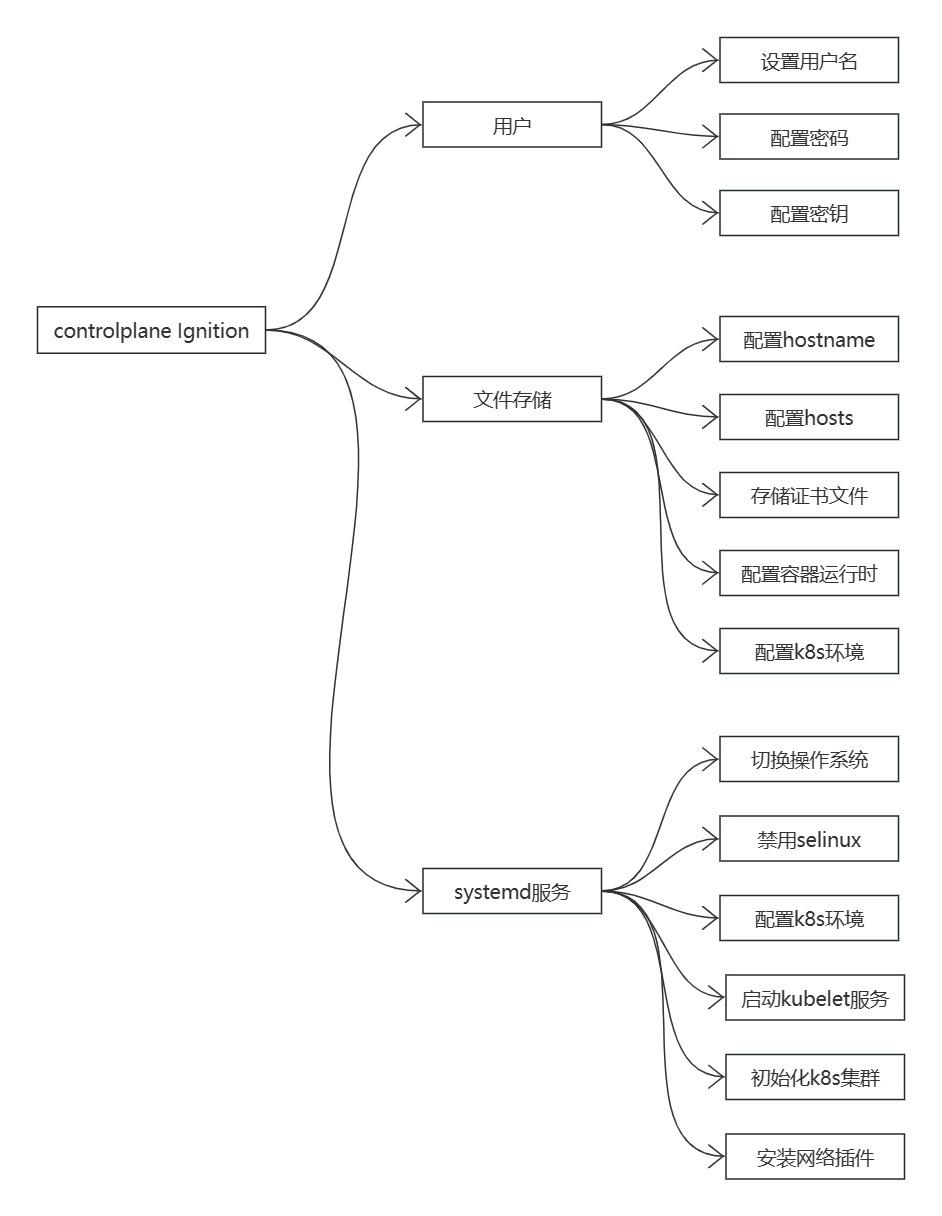 controlplane Ignition
用户
设置用户名
配置密码
配置密钥
文件存储
配置hostname
配置hosts
存储证书文件
配置容器运行时
配置k8s环境
systemd服务
切换操作系统
禁用selinux
配置k8s环境
启动kubelet服务
初始化k8s集群
安装网络插件